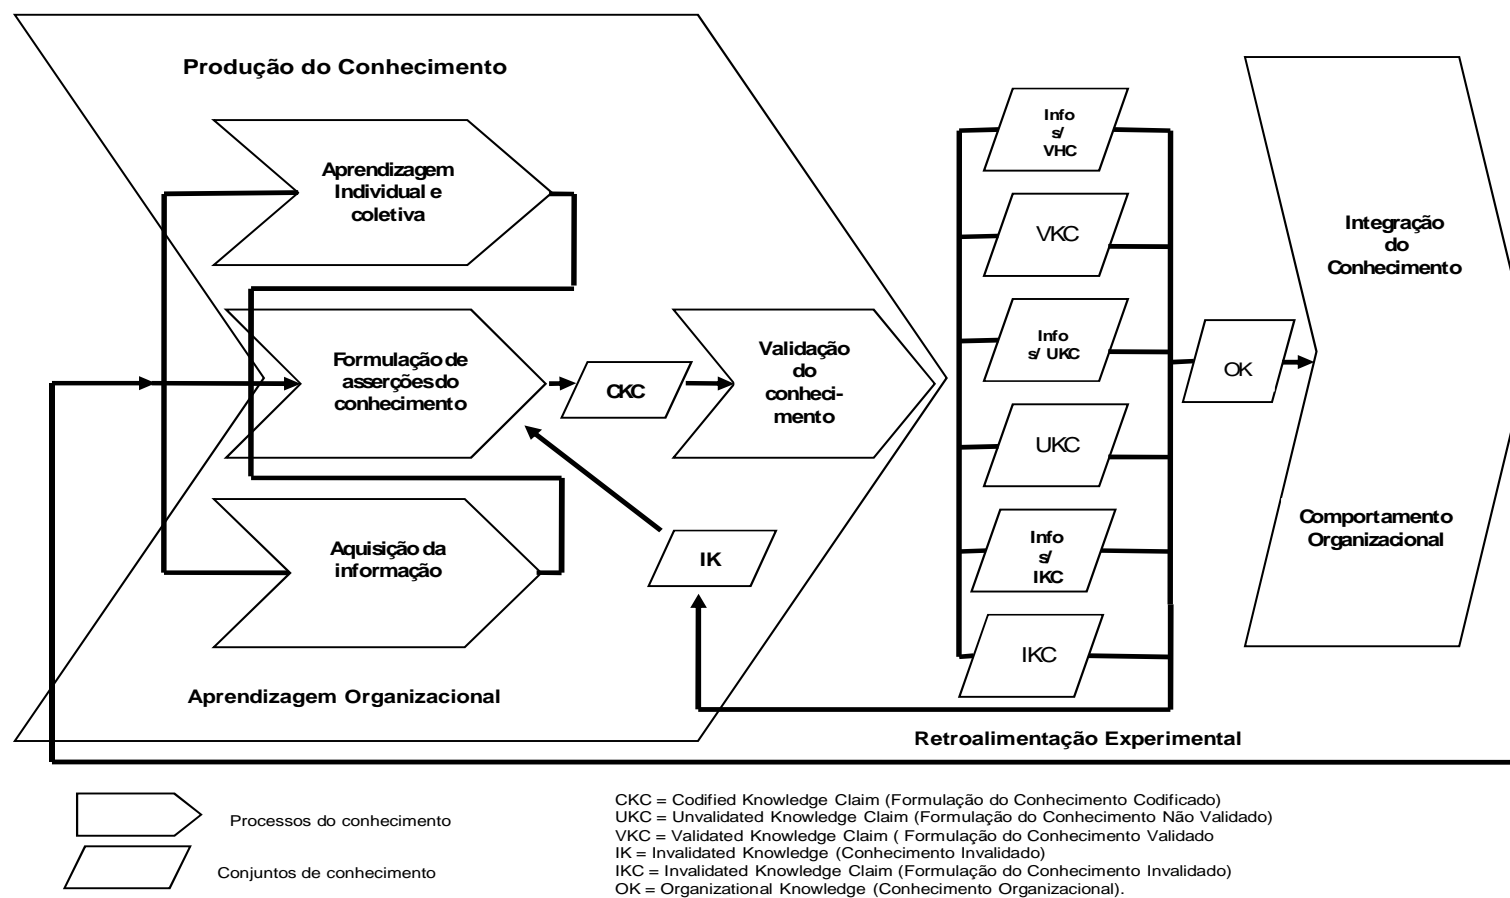 Produção do Conhecimento
Aprendizagem
Individual e
coletiva
Formulação de
asserções do
conhecimento
Aquisição da
informação
CKC
Validação
do
conheci-
mento
IK
Aprendizagem Organizacional
Info
s/
VHC
VKC
Info
s/ UKC
UKC
Info
s/
IKC
IKC
OK
Integração
do
Conhecimento
Comportamento
Organizacional
Retroalimentação Experimental
Processos do conhecimento
Conjuntos de conhecimento
CKC = Codified Knowledge Claim (Formulação do Conhecimento Codificado)
UKC = Unvalidated Knowledge Claim (Formulação do Conhecimento Não Validado)
VKC = Validated Knowledge Claim ( Formulação do Conhecimento Validado
IK = Invalidated Knowledge (Conhecimento Invalidado)
IKC = Invalidated Knowledge Claim (Formulação do Conhecimento Invalidado)
OK = Organizational Knowledge (Conhecimento Organizacional).